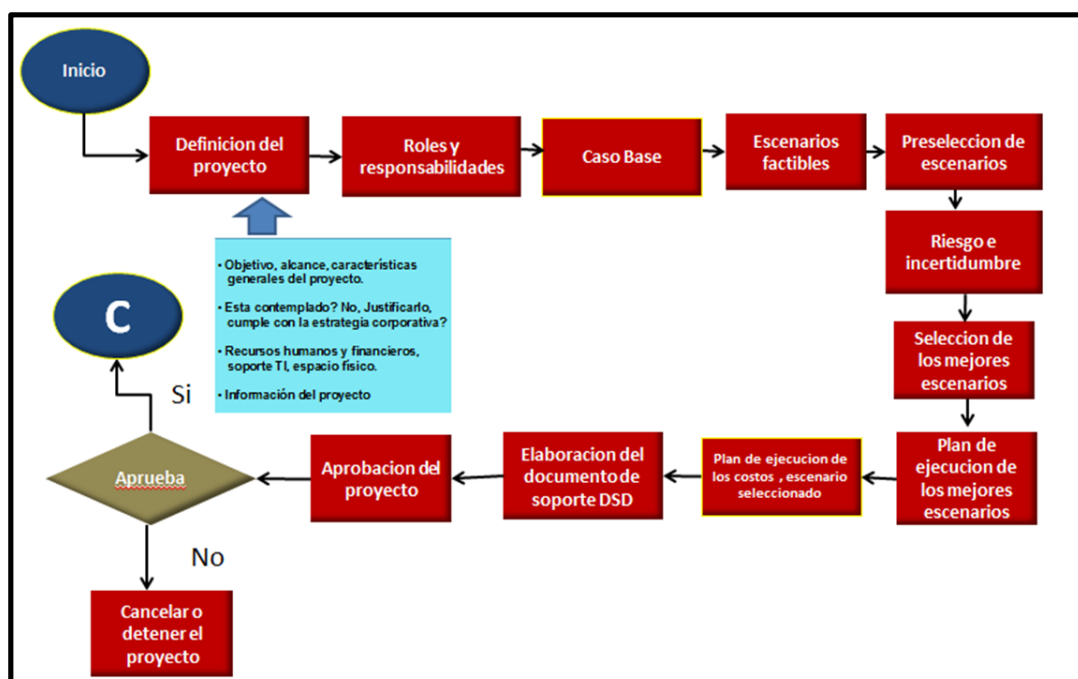 Inicio
Definicion del
proyecto
Roles y
responsabilidades
Caso Base
Escenarios
factibles
Preseleccion de
escenarios
Riesgo e
incertidumbre
Seleccion de
los mejores
escenarios
Plan de
ejecucion de
los mejores
escenarios
Plan de ejecucion de
los costos , escenario
seleccionado
Elaboracion del
documento de
soporte DSD
Aprobacion del
proyecto
Aprueba
Si
C
No
Cancelar o
detener el
proyecto
• Objetivo, alcance, características
generales del proyecto.
• Esta contemplado? No, Justificarlo,
cumple con la estrategia corporativa?
• Recursos humanos y financieros,
soporte TI, espacio físico.
• Información del proyecto